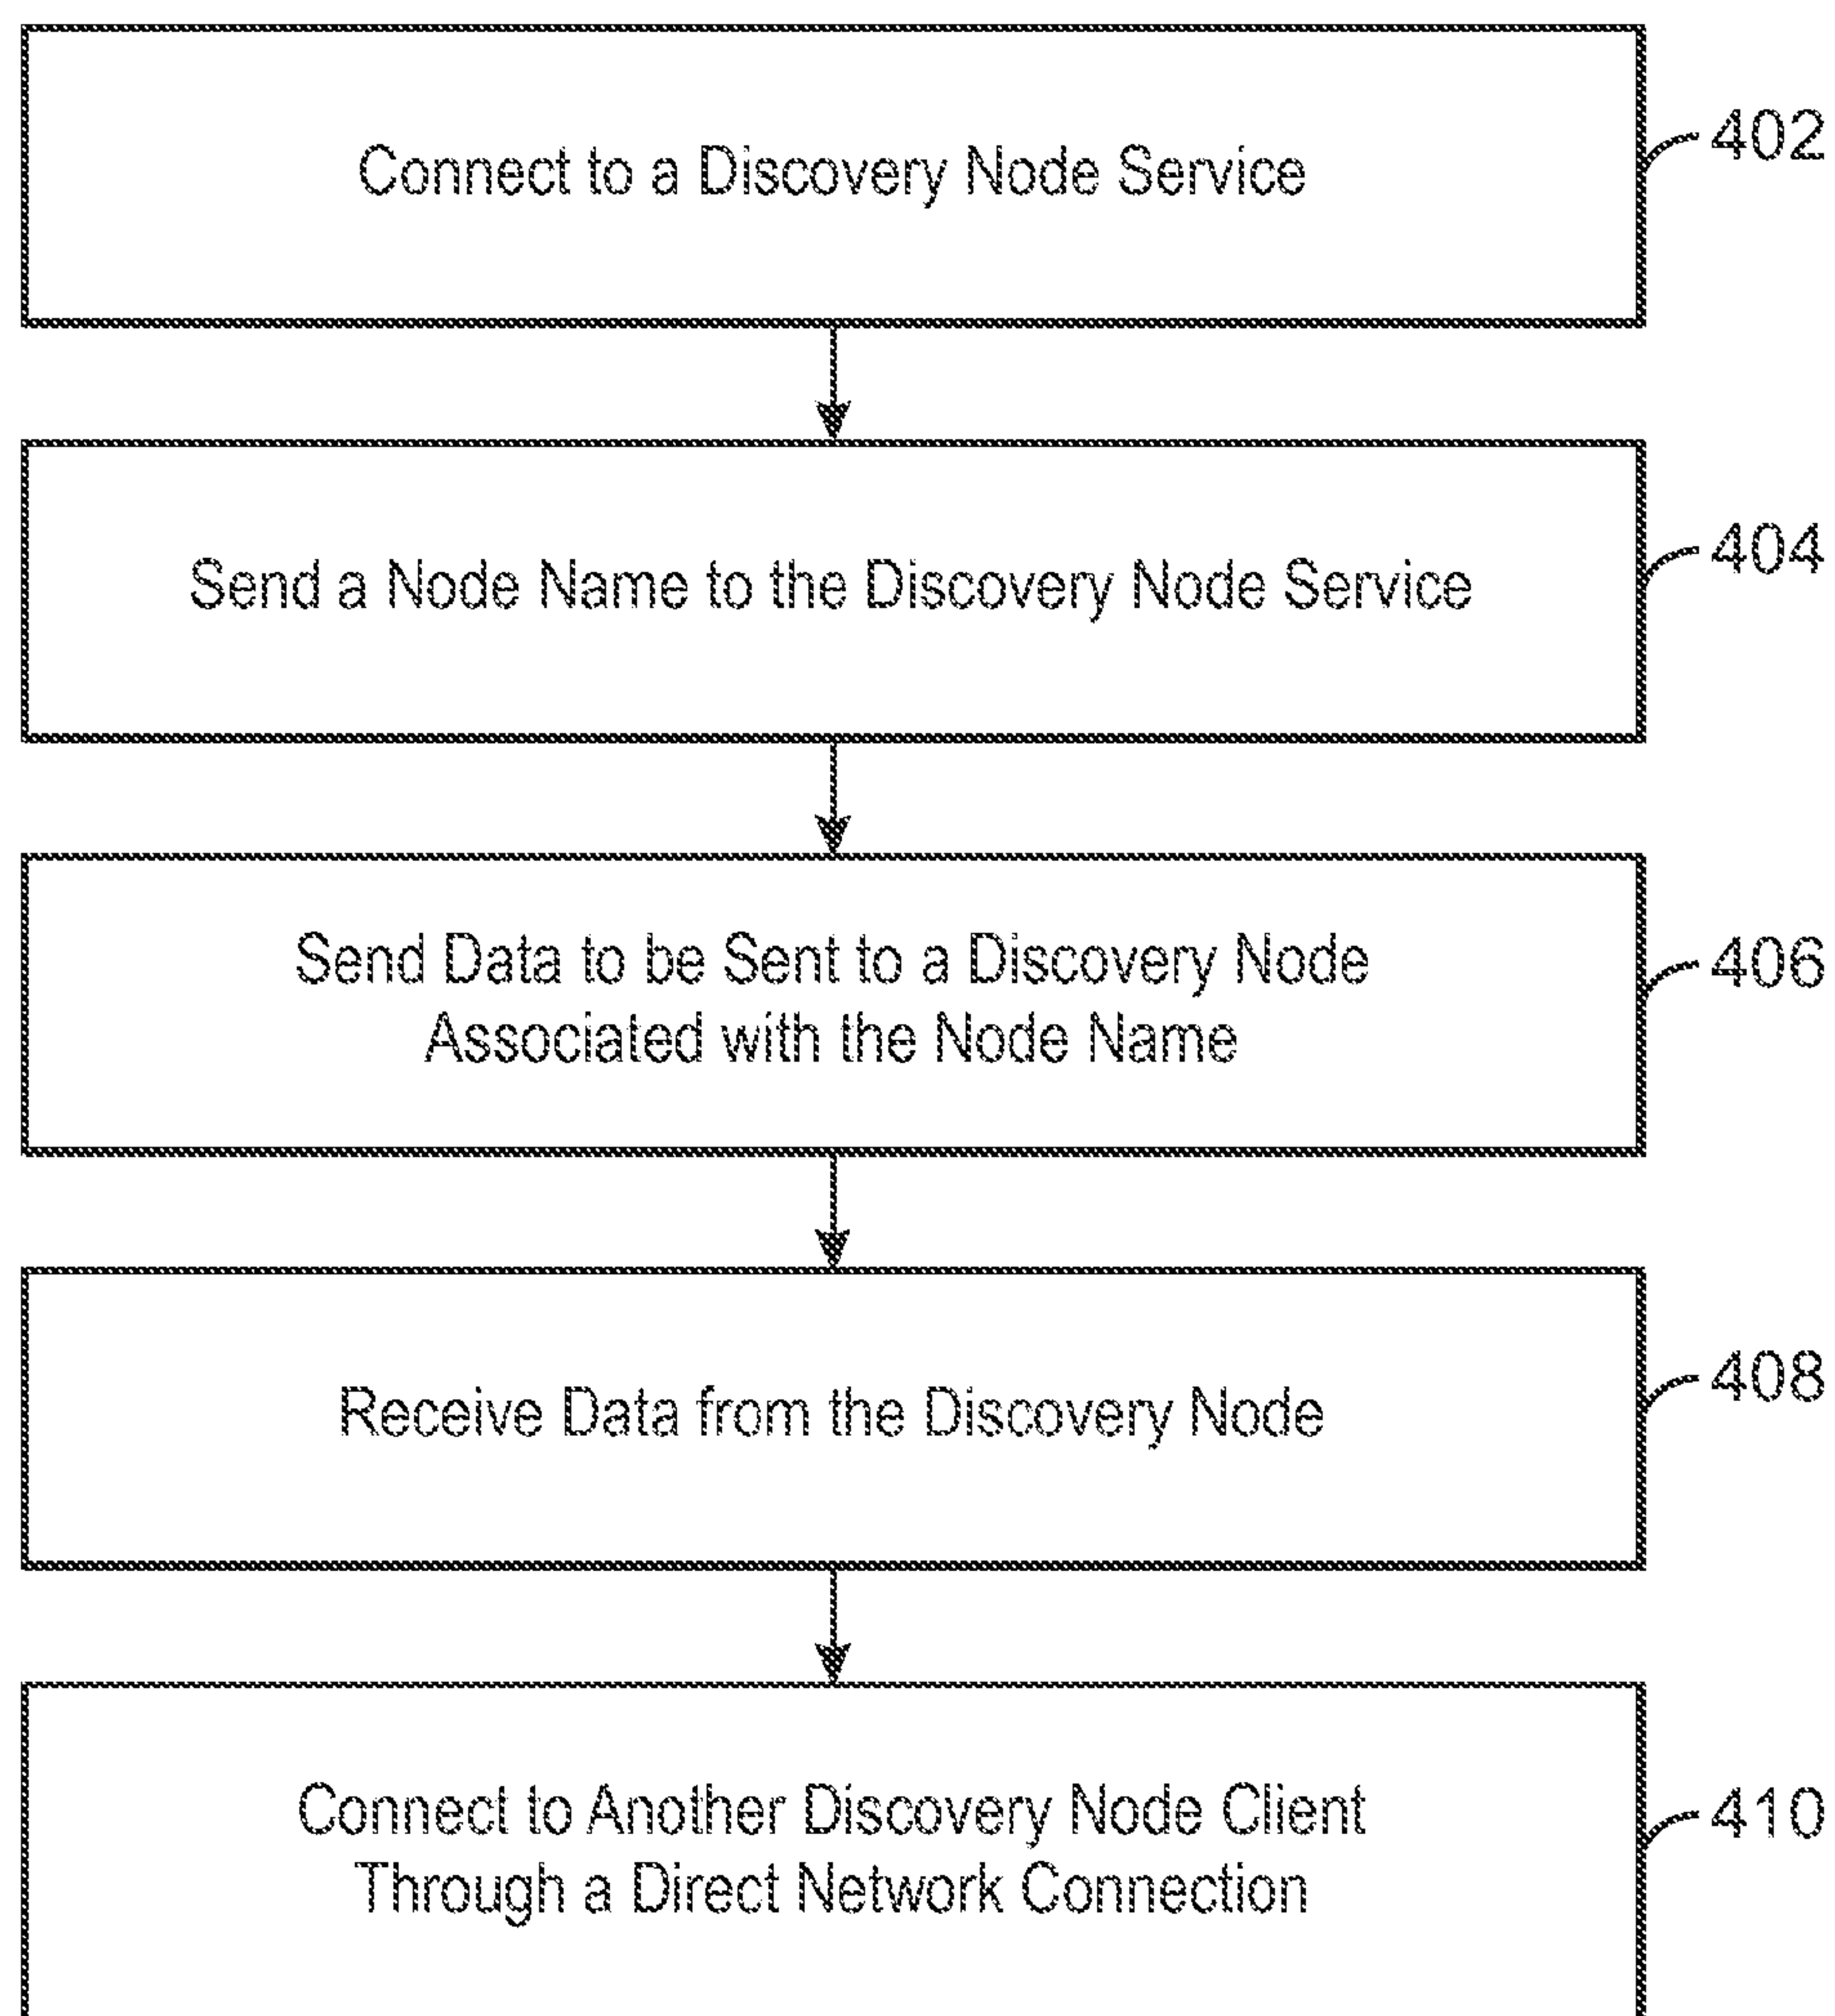 Connect to a Discovery Node Service
402
Send a Node Name to the Discovery Node Service
404
Send Data to be Sent to a Discovery Node
Associated with the Node Name
406
Receive Data from the Discovery Node
408
Connect to Another Discovery Node Client
Through a Direct Network Connection
410